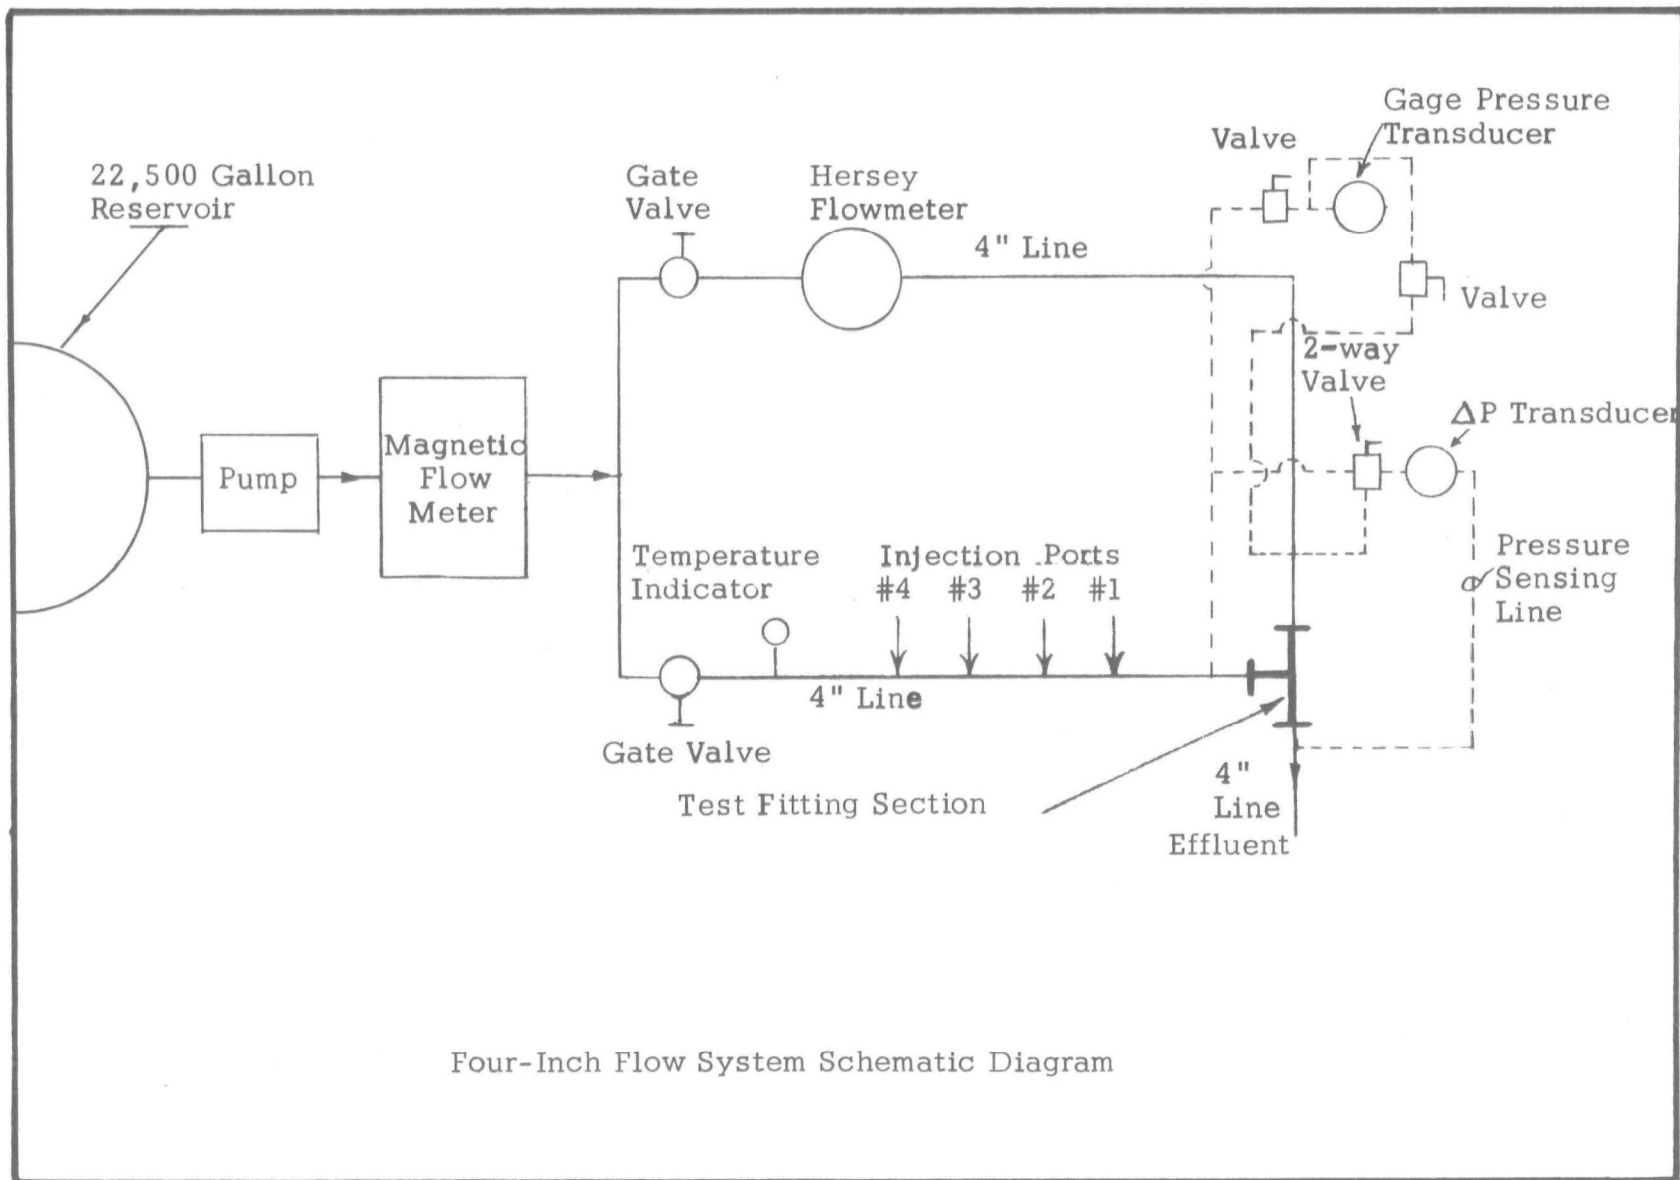 22,500 Gallon
Reservoir
Pump
Magnetic
Flow
Meter
Gate
Valve
Hersey
Flowmeter
4" Line
Valve
Gage Pressure
Transducer
Valve
2-way
Valve
ΔP Transducer
Pressure
Sensing
Line
Temperature
Indicator
Injection Ports
#4 #3 #2 #1
4" Line
Gate Valve
Test Fitting Section
4"
Line
Effluent
Four-Inch Flow System Schematic Diagram